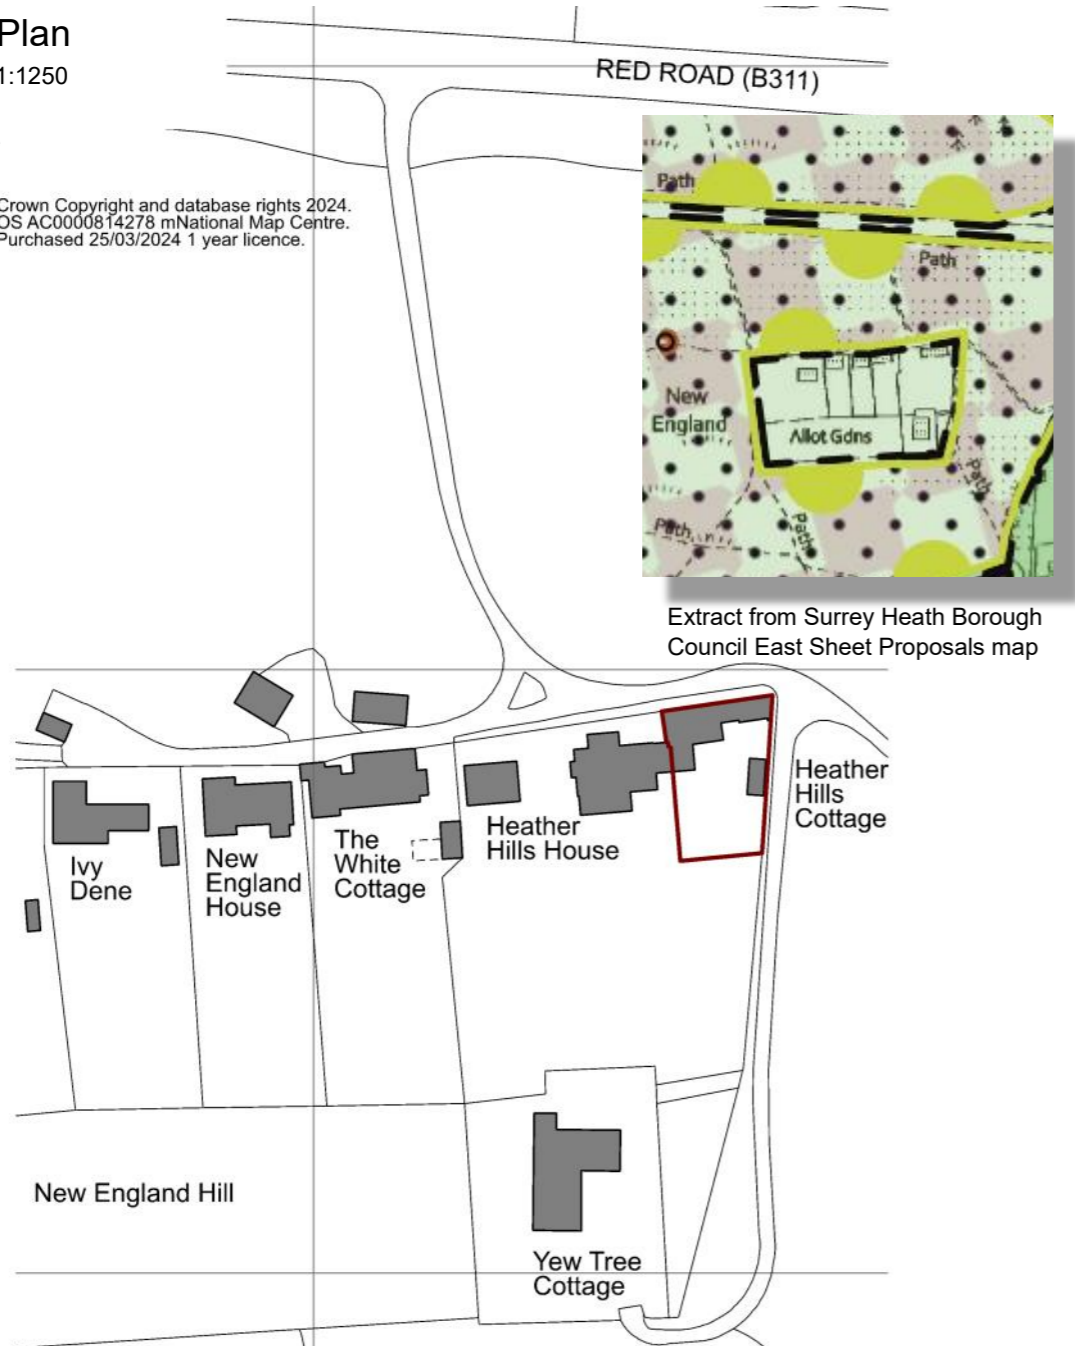 Plan
1:1250
RED ROAD (B311)
Crown Copyright and database rights 2024.
OS AC0000814278 mNational Map Centre.
Purchased 25/03/2024 1 year licence.
Path
Path
New
England
Allot Gdns
Path
Path
Path
Extract from Surrey Heath Borough
Council East Sheet Proposals map
Heather
Hills
Cottage
Heather
Hills House
The
White
Cottage
New
England
House
Ivy
Dene
New England Hill
Yew Tree
Cottage